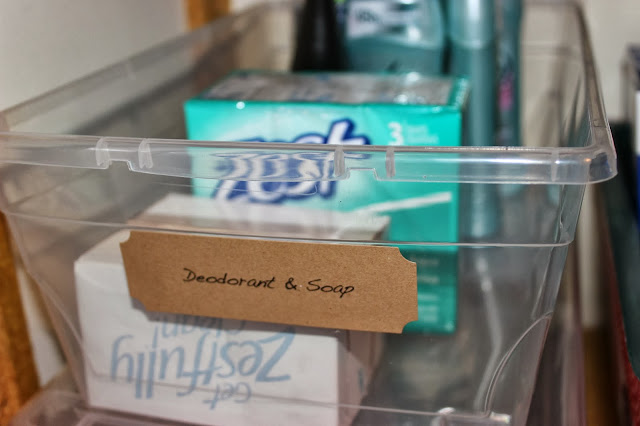 Zest
3
Deodorant & Soap
Get
Zestfully
Clean!